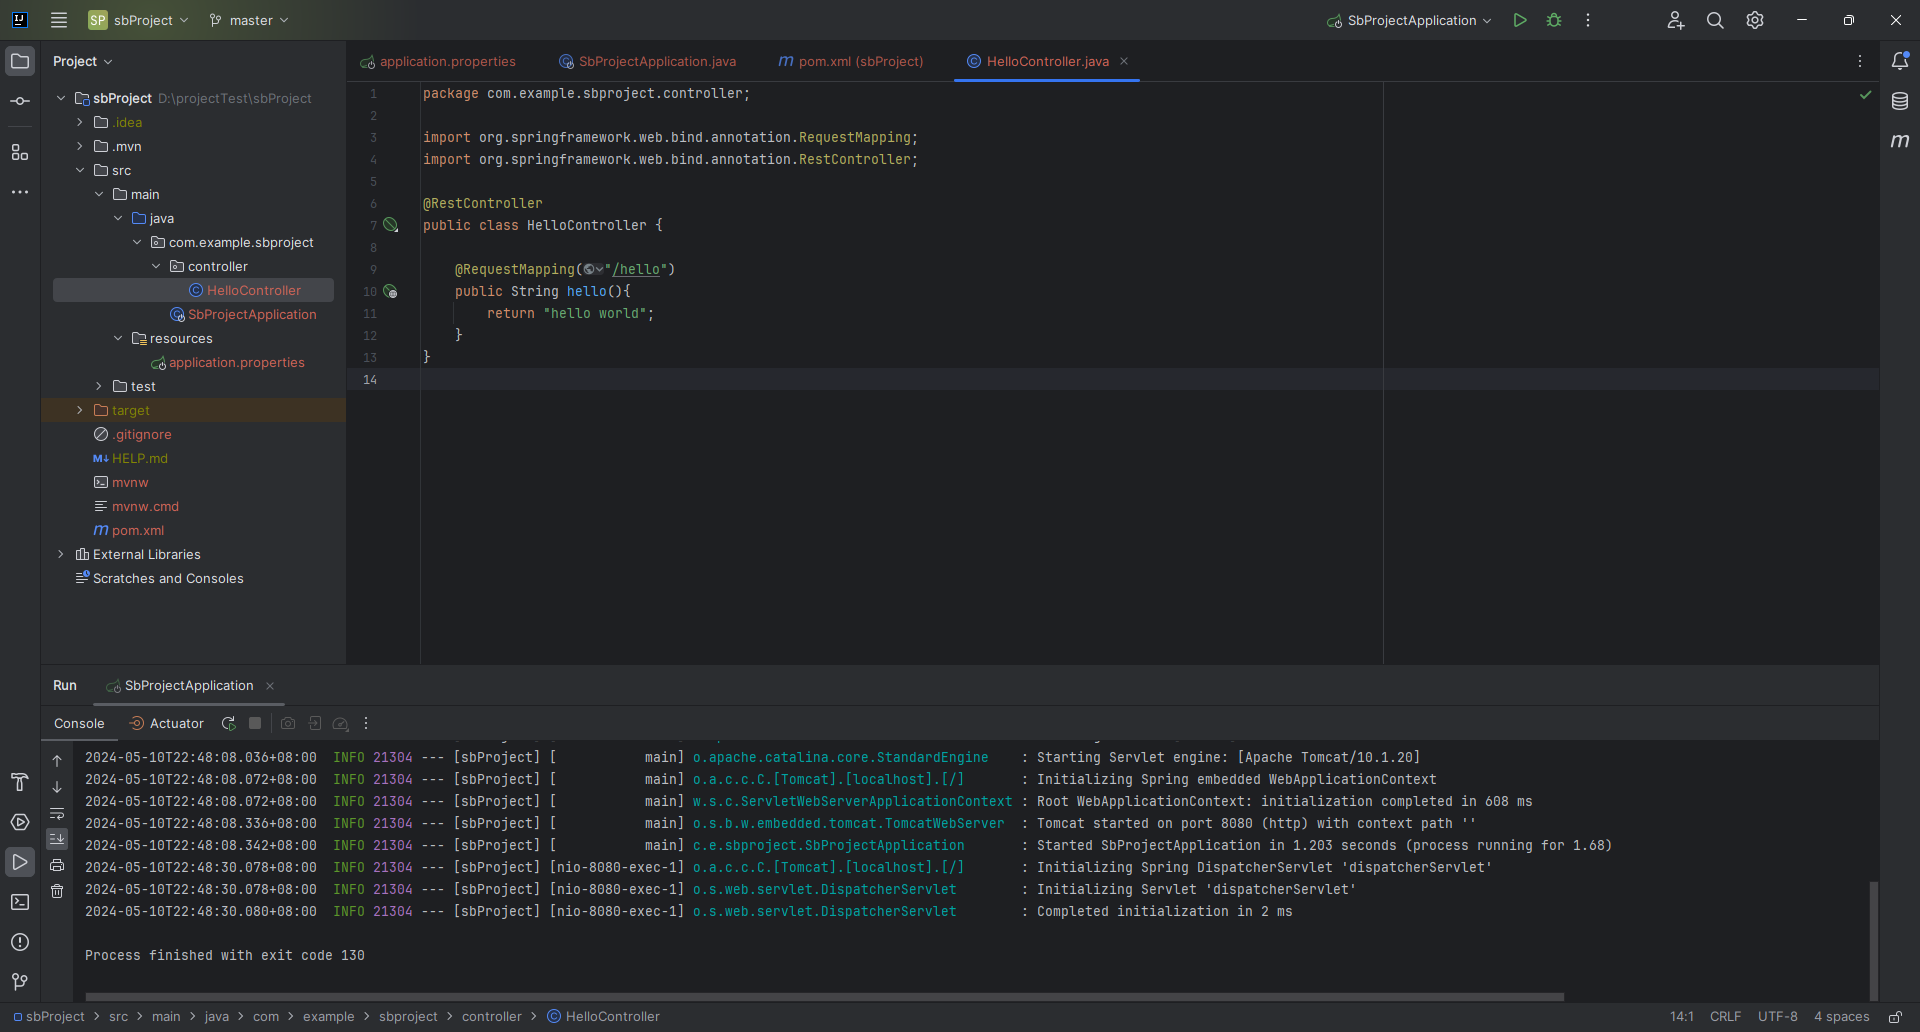 SP sbProject master SbProjectApplication
Project
application.properties SbProjectApplication.java pom.xml (sbProject) HelloController.java
sbProject D:\projectTest\sbProject
.idea
.mvn
src
main
java
com.example.sbproject
controller
HelloController
SbProjectApplication
resources
application.properties
test
target
.gitignore
HELP.md
mvnw
mvnw.cmd
pom.xml
External Libraries
Scratches and Consoles
1 package com.example.sbproject.controller;
2
3 import org.springframework.web.bind.annotation.RequestMapping;
4 import org.springframework.web.bind.annotation.RestController;
5
6 @RestController
7 public class HelloController {
8
9 @RequestMapping("/hello")
10 public String hello(){
11 return "hello world";
12 }
13 }
14
Run SbProjectApplication
Console Actuator
2024-05-10T22:48:08.036+08:00 INFO 21304 --- [sbProject] [ main] o.apache.catalina.core.StandardEngine : Starting Servlet engine: [Apache Tomcat/10.1.20]
2024-05-10T22:48:08.072+08:00 INFO 21304 --- [sbProject] [ main] o.a.c.c.C.[Tomcat].[localhost].[/] : Initializing Spring embedded WebApplicationContext
2024-05-10T22:48:08.072+08:00 INFO 21304 --- [sbProject] [ main] w.s.c.ServletWebServerApplicationContext : Root WebApplicationContext: initialization completed in 608 ms
2024-05-10T22:48:08.336+08:00 INFO 21304 --- [sbProject] [ main] o.s.b.w.embedded.tomcat.TomcatWebServer : Tomcat started on port 8080 (http) with context path ''
2024-05-10T22:48:08.342+08:00 INFO 21304 --- [sbProject] [ main] c.e.sbproject.SbProjectApplication : Started SbProjectApplication in 1.203 seconds (process running for 1.68)
2024-05-10T22:48:30.078+08:00 INFO 21304 --- [sbProject] [nio-8080-exec-1] o.a.c.c.C.[Tomcat].[localhost].[/] : Initializing Spring DispatcherServlet 'dispatcherServlet'
2024-05-10T22:48:30.078+08:00 INFO 21304 --- [sbProject] [nio-8080-exec-1] o.s.web.servlet.DispatcherServlet : Initializing Servlet 'dispatcherServlet'
2024-05-10T22:48:30.080+08:00 INFO 21304 --- [sbProject] [nio-8080-exec-1] o.s.web.servlet.DispatcherServlet : Completed initialization in 2 ms
Process finished with exit code 130
sbProject > src > main > java > com > example > sbproject > controller > HelloController 14:1 CRLF UTF-8 4 spaces